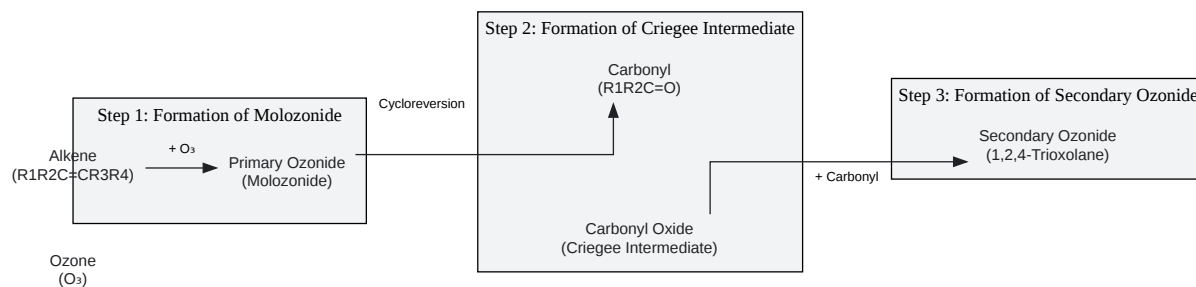 Step 1: Formation of Molozonide
Alkene
(R1R2C=CR3R4)
+ O₃
Primary Ozonide
(Molozonide)
Ozone
(O₃)
Cycloreversion
Step 2: Formation of Criegee Intermediate
Carbonyl
(R1R2C=O)
Carbonyl Oxide
(Criegee Intermediate)
+ Carbonyl
Step 3: Formation of Secondary Ozonide
Secondary Ozonide
(1,2,4-Trioxolane)